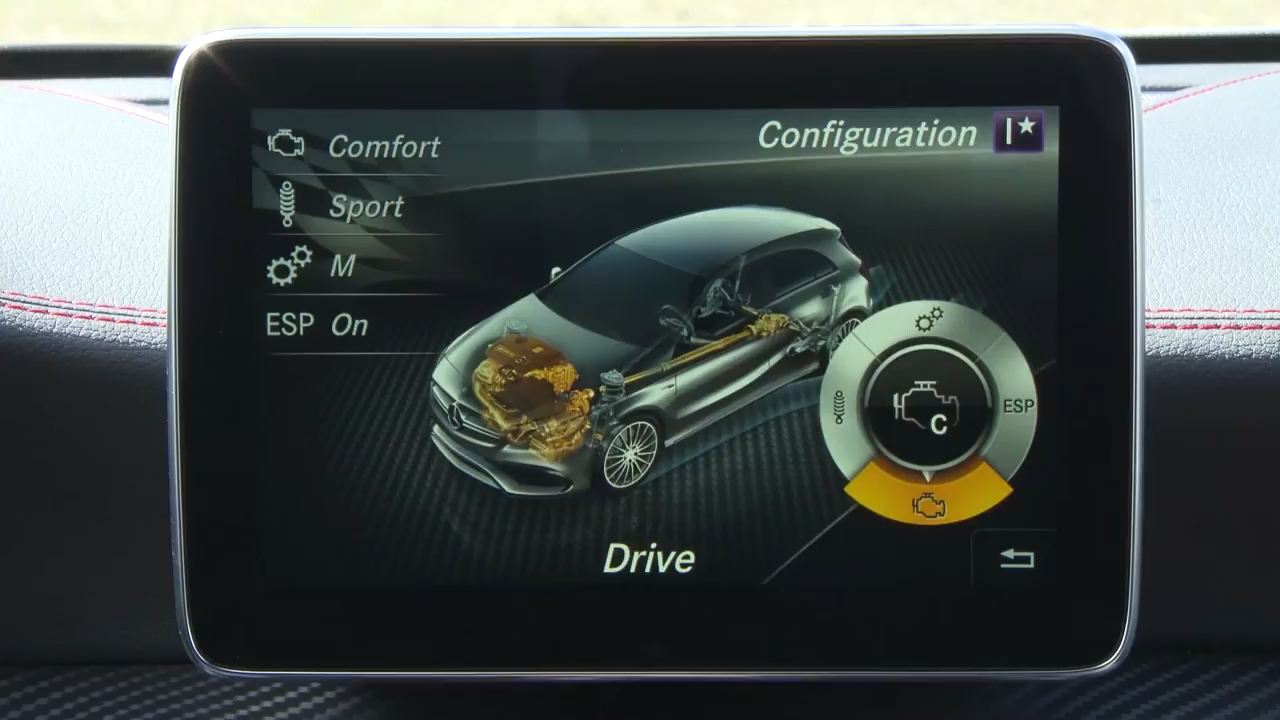 Configuration I★
Comfort
Sport
M
ESP On
C
ESP
Drive